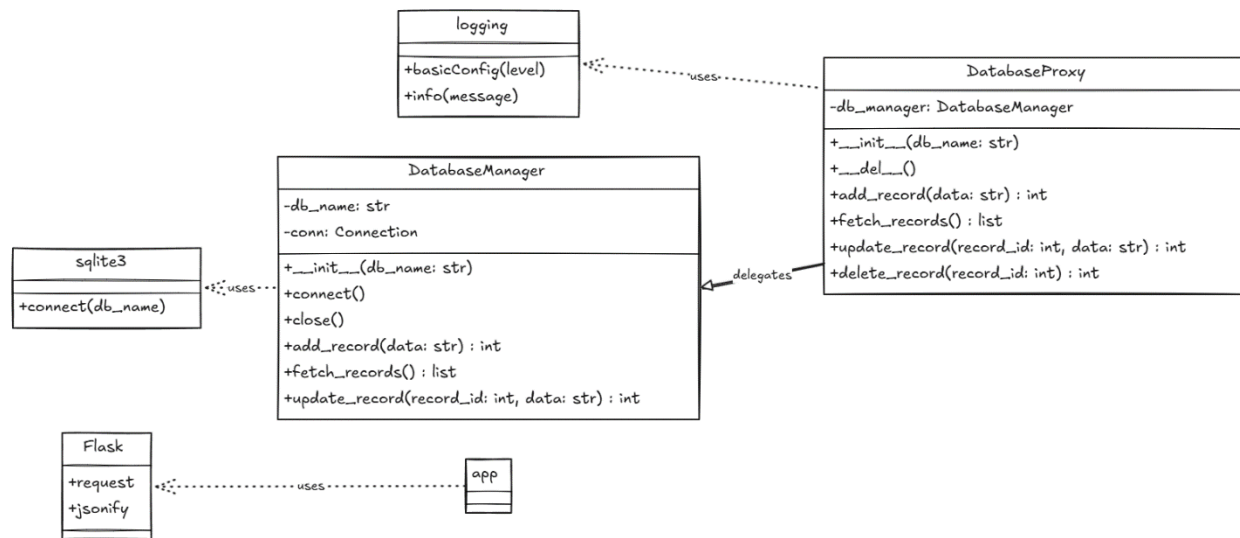 logging
+basicConfig(level)
+info(message)
uses
DatabaseProxy
-db_manager: DatabaseManager
+__init__(db_name: str)
+__del__()
+add_record(data: str) : int
+fetch_records() : list
+update_record(record_id: int, data: str) : int
+delete_record(record_id: int) : int
delegates
DatabaseManager
-db_name: str
-conn: Connection
+__init__(db_name: str)
+connect()
+close()
+add_record(data: str) : int
+fetch_records() : list
+update_record(record_id: int, data: str) : int
uses
sqlite3
+connect(db_name)
Flask
+request
+jsonify
uses
app